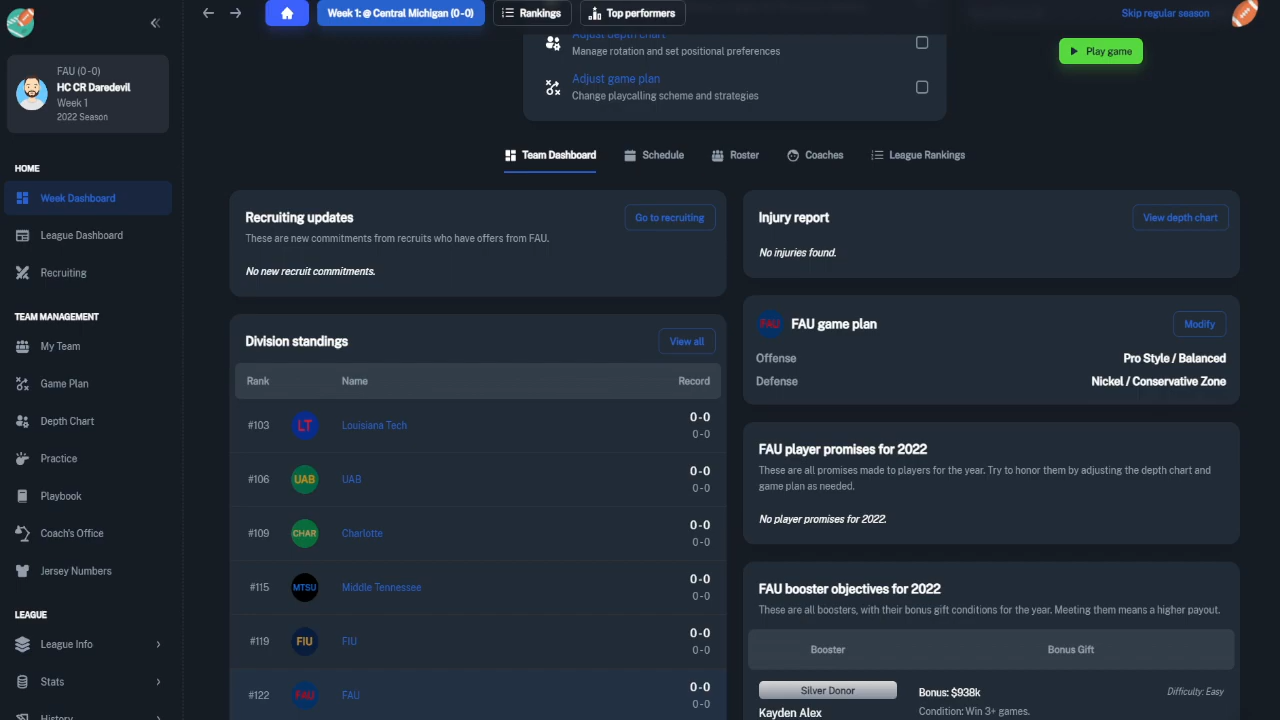 Week 1: @ Central Michigan (0-0)
Rankings
Top performers
Skip regular season
FAU (0-0)
HC CR Daredevil
Week 1
2022 Season
HOME
Week Dashboard
League Dashboard
Recruiting
TEAM MANAGEMENT
My Team
Game Plan
Depth Chart
Practice
Playbook
Coach's Office
Jersey Numbers
LEAGUE
League Info
Stats
History
Adjust depth chart
Manage rotation and set positional preferences
Adjust game plan
Change playcalling scheme and strategies
Play game
Team Dashboard
Schedule
Roster
Coaches
League Rankings
Recruiting updates
Go to recruiting
These are new commitments from recruits who have offers from FAU.
No new recruit commitments.
Division standings
View all
Rank Name Record
#103 LT Louisiana Tech 0-0
0-0
#106 UAB UAB 0-0
0-0
#109 CHAR Charlotte 0-0
0-0
#115 MTSU Middle Tennessee 0-0
0-0
#119 FIU FIU 0-0
0-0
#122 FAU FAU 0-0
0-0
Injury report
View depth chart
No injuries found.
FAU FAU game plan
Modify
Offense Pro Style / Balanced
Defense Nickel / Conservative Zone
FAU player promises for 2022
These are all promises made to players for the year. Try to honor them by adjusting the depth chart and
game plan as needed.
No player promises for 2022.
FAU booster objectives for 2022
These are all boosters, with their bonus gift conditions for the year. Meeting them means a higher payout.
Booster Bonus Gift
Silver Donor
Kayden Alex
Bonus: $938k
Difficulty: Easy
Condition: Win 3+ games.